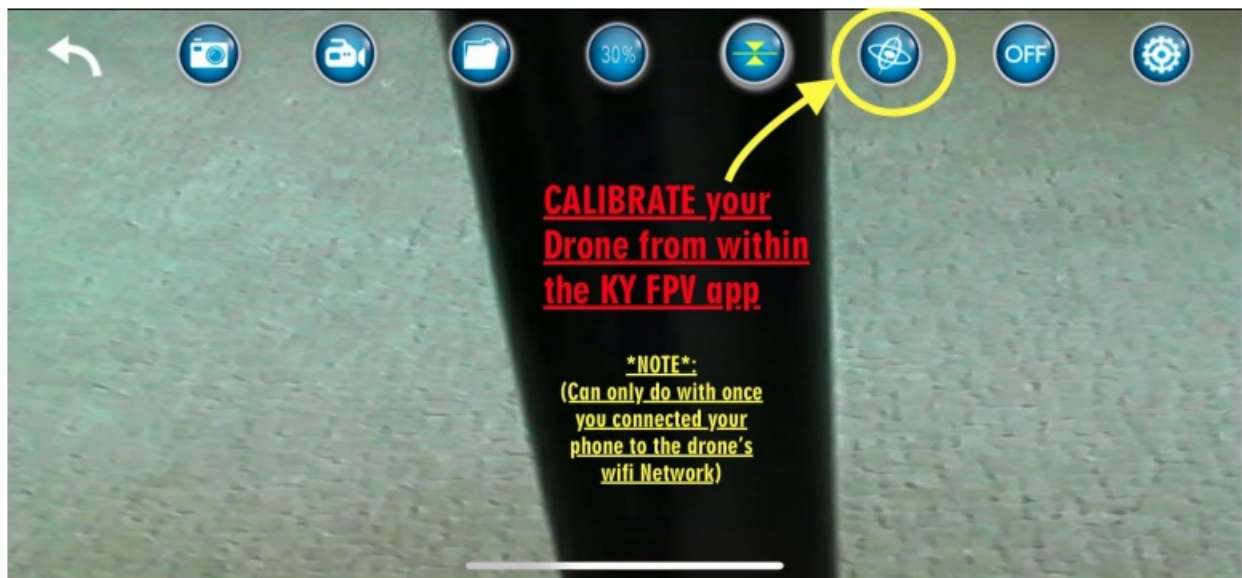 30%
OFF
CALIBRATE your
Drone from within
the KY FPV app
*NOTE*:
(Can only do with once
you connected your
phone to the drone's
wifi Network)